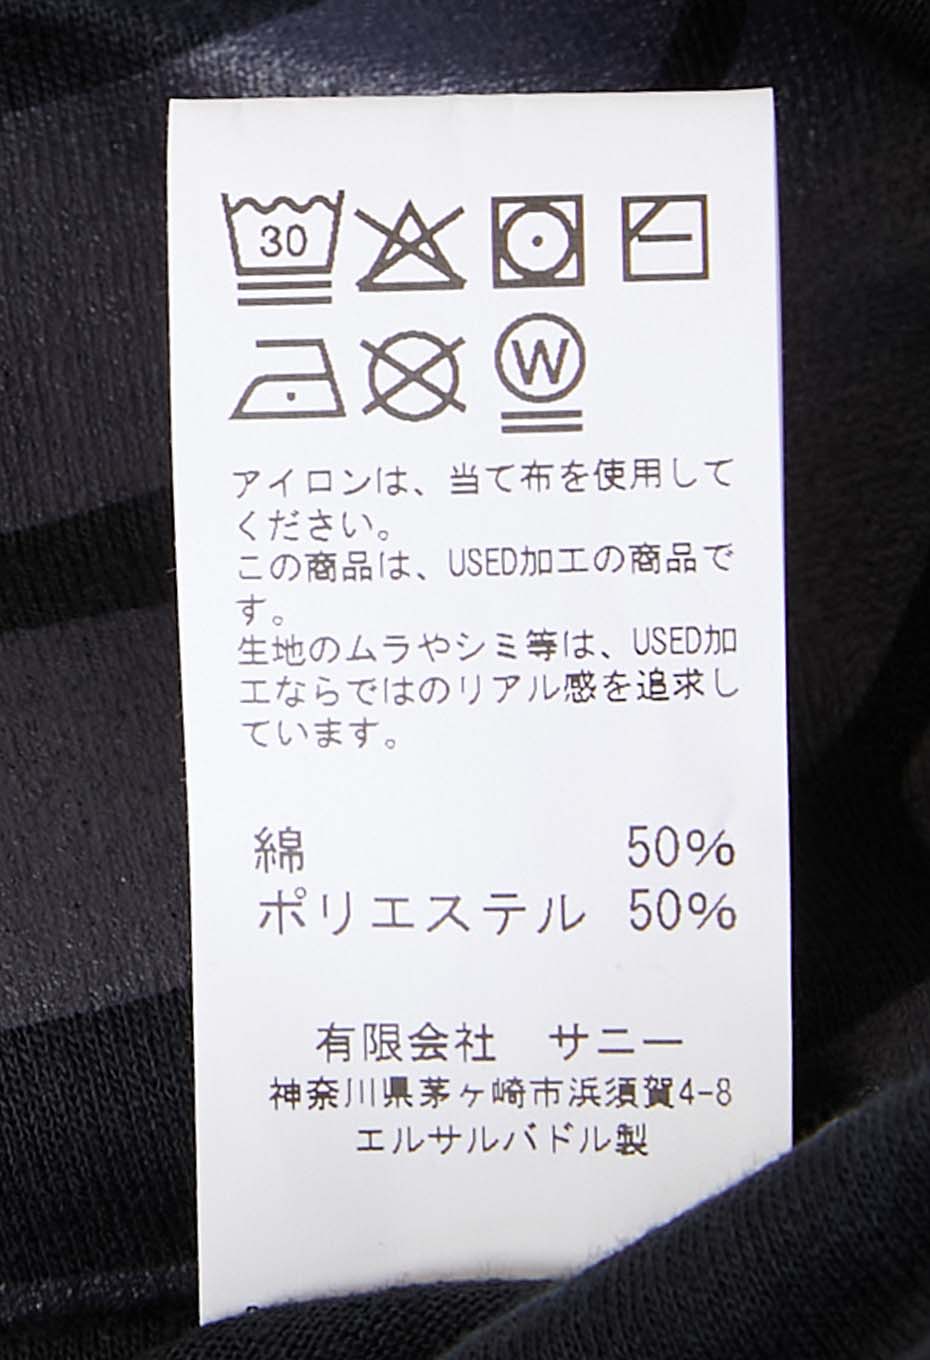 30
W
アイロンは、当て布を使用して
ください。
この商品は、USED加工の商品で
す。
生地のムラやシミ等は、USED加
工ならではのリアル感を追求し
ています。
綿 50%
ポリエステル 50%
有限会社 サニー
神奈川県茅ヶ崎市浜須賀4-8
エルサルバドル製